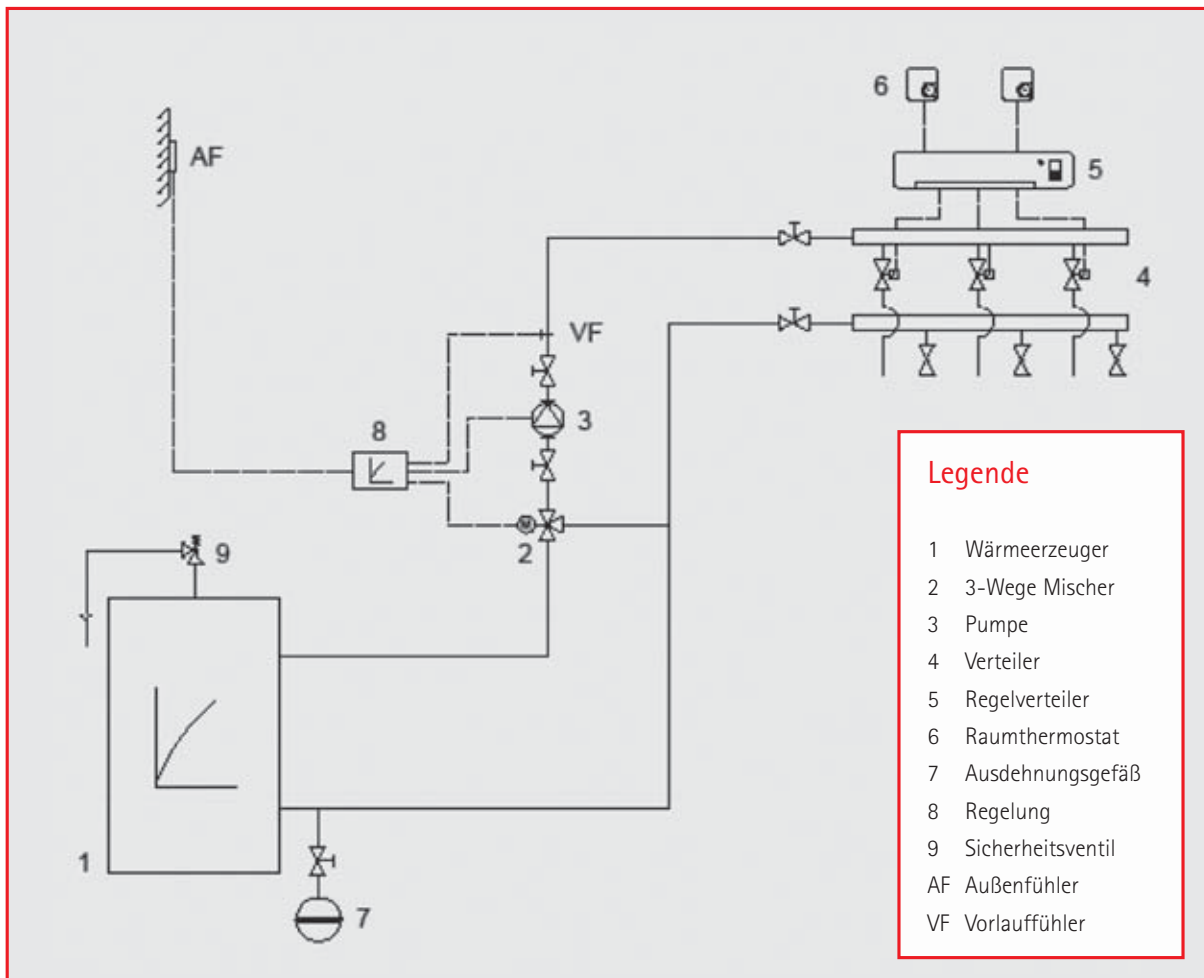 6
AF
5
4
VF
3
8
2
M
9
1
7
Legende
1 Wärmeerzeuger
2 3-Wege Mischer
3 Pumpe
4 Verteiler
5 Regelverteiler
6 Raumthermostat
7 Ausdehnungsgefäß
8 Regelung
9 Sicherheitsventil
AF Außenfühler
VF Vorlauffühler